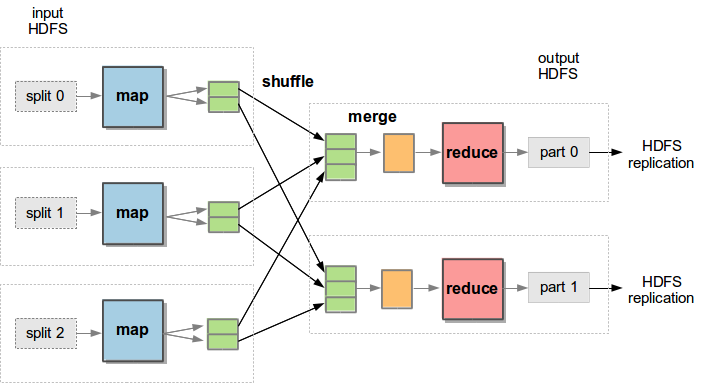 input
HDFS
split 0
map
shuffle
split 1
map
split 2
map
merge
output
HDFS
reduce
part 0
HDFS
replication
reduce
part 1
HDFS
replication